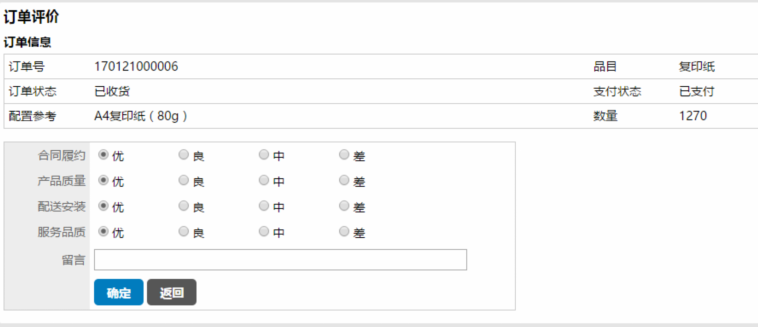 订单评价
订单信息
订单号 170121000006 品目 复印纸
订单状态 已收货 支付状态 已支付
配置参考 A4复印纸（80g） 数量 1270
合同履约 优 良 中 差
产品质量 优 良 中 差
配送安装 优 良 中 差
服务品质 优 良 中 差
留言
确定 返回